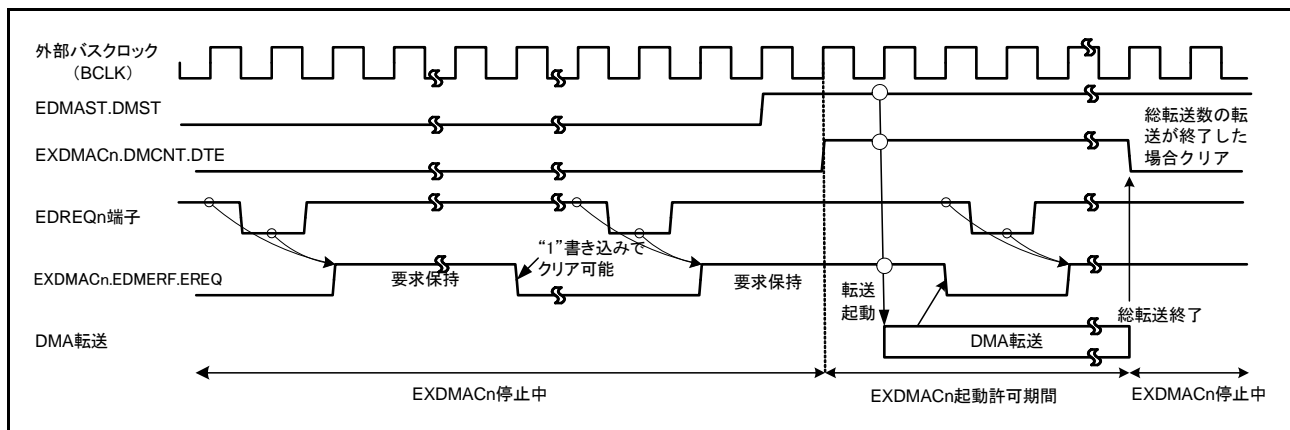 外部バスクロック
(BCLK)
EDMAST.DMST
総転送数の転
送が終了した
場合クリア
EXDMACn.DMCNT.DTE
EDREQn端子
“1”書き込みで
クリア可能
EXDMACn.EDMERF.EREQ
要求保持
要求保持
転送
起動
総転送終了
DMA転送
DMA転送
EXDMACn停止中
EXDMACn起動許可期間
EXDMACn停止中